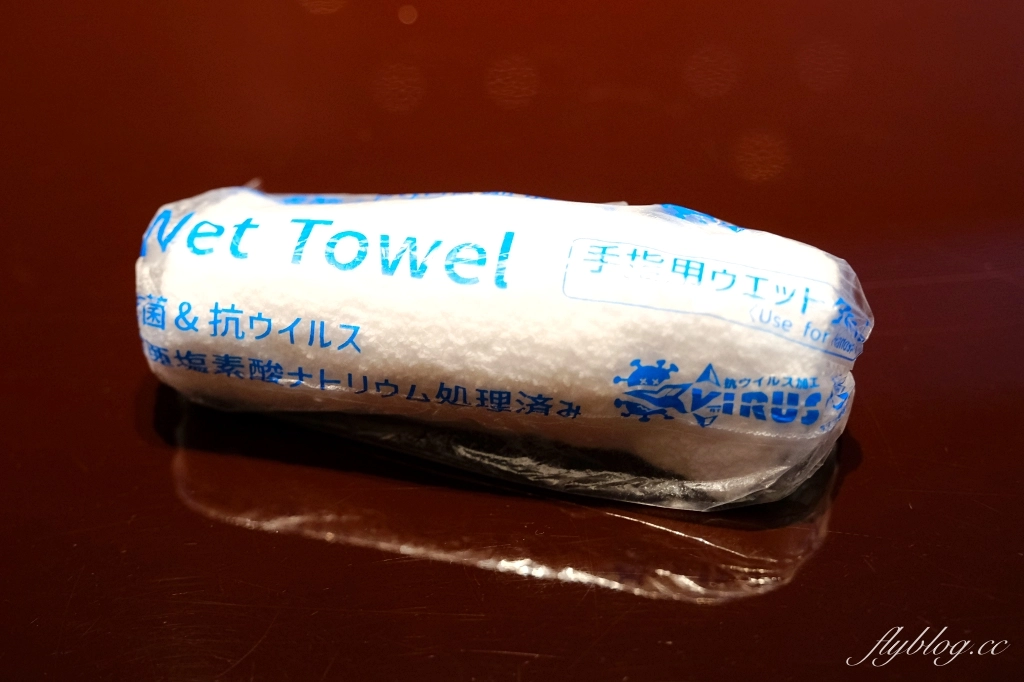 Wet Towel
手指用ウエット
(Use for
菌 & 抗ウイルス
塩素酸ナトリウム処理済み
抗ウイルス加工
VIRUS
flyblog.cc